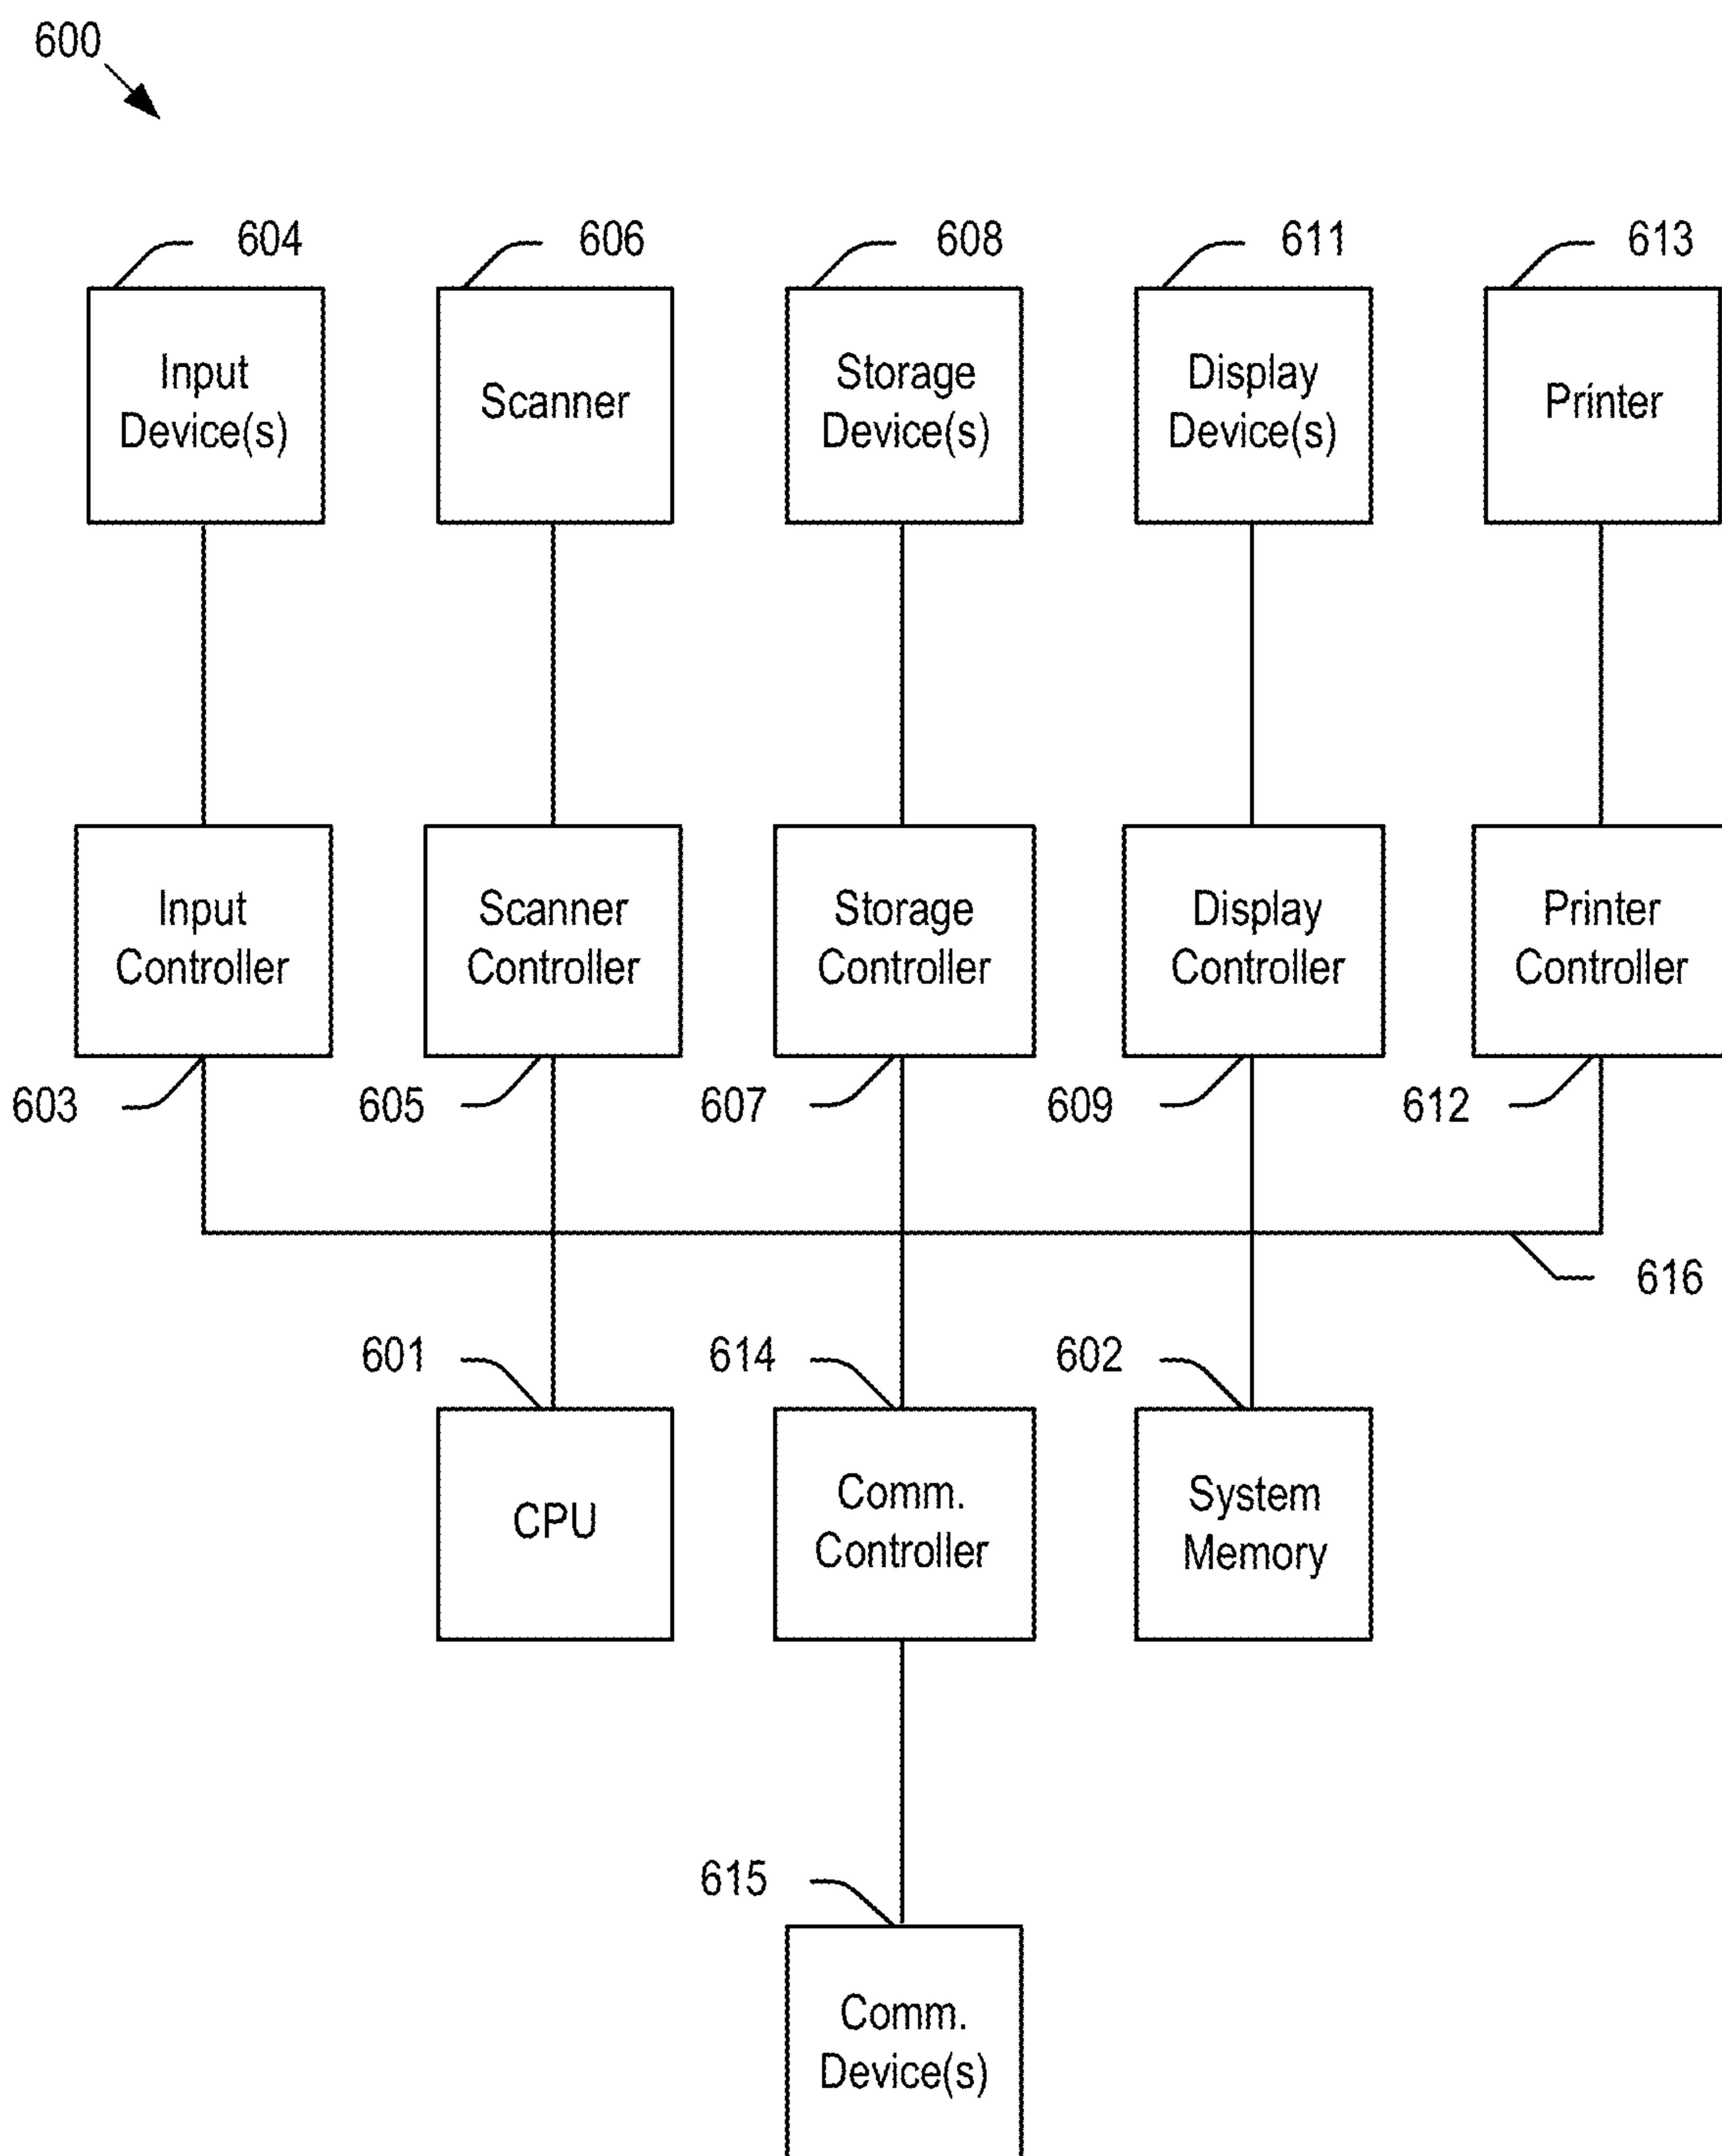 600
604
606
608
611
613
Input
Device(s)
Scanner
Storage
Device(s)
Display
Device(s)
Printer
Input
Controller
Scanner
Controller
Storage
Controller
Display
Controller
Printer
Controller
603
605
607
609
612
616
601
614
602
CPU
Comm.
Controller
System
Memory
615
Comm.
Device(s)